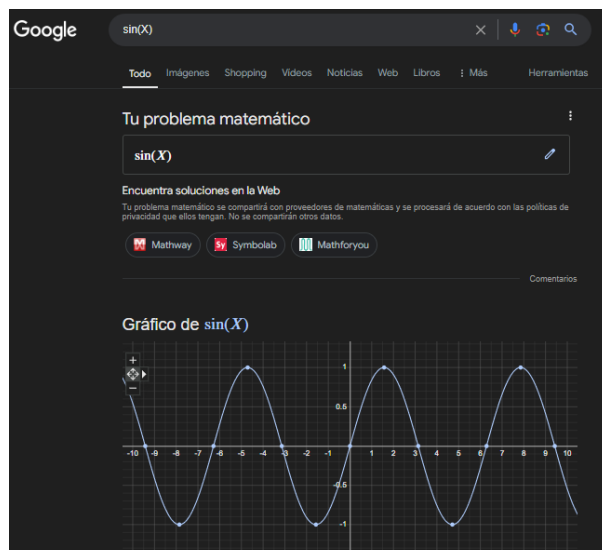 Google
sin(X)
Todo Imágenes Shopping Videos Noticias Web Libros Más Herramientas
Tu problema matemático
sin(X)
Encuentra soluciones en la Web
Tu problema matemático se compartirá con proveedores de matemáticas y se procesará de acuerdo con las políticas de
privacidad que ellos tengan. No se compartirán otros datos.
Mathway Sy Symbolab Mathforyou
Comentarios
Gráfico de sin(X)
1
0.5
-10 -9 -8 -7 -6 -5 -4 -3 -2 -1 1 2 3 4 5 6 7 8 9 10
-0.5
-1